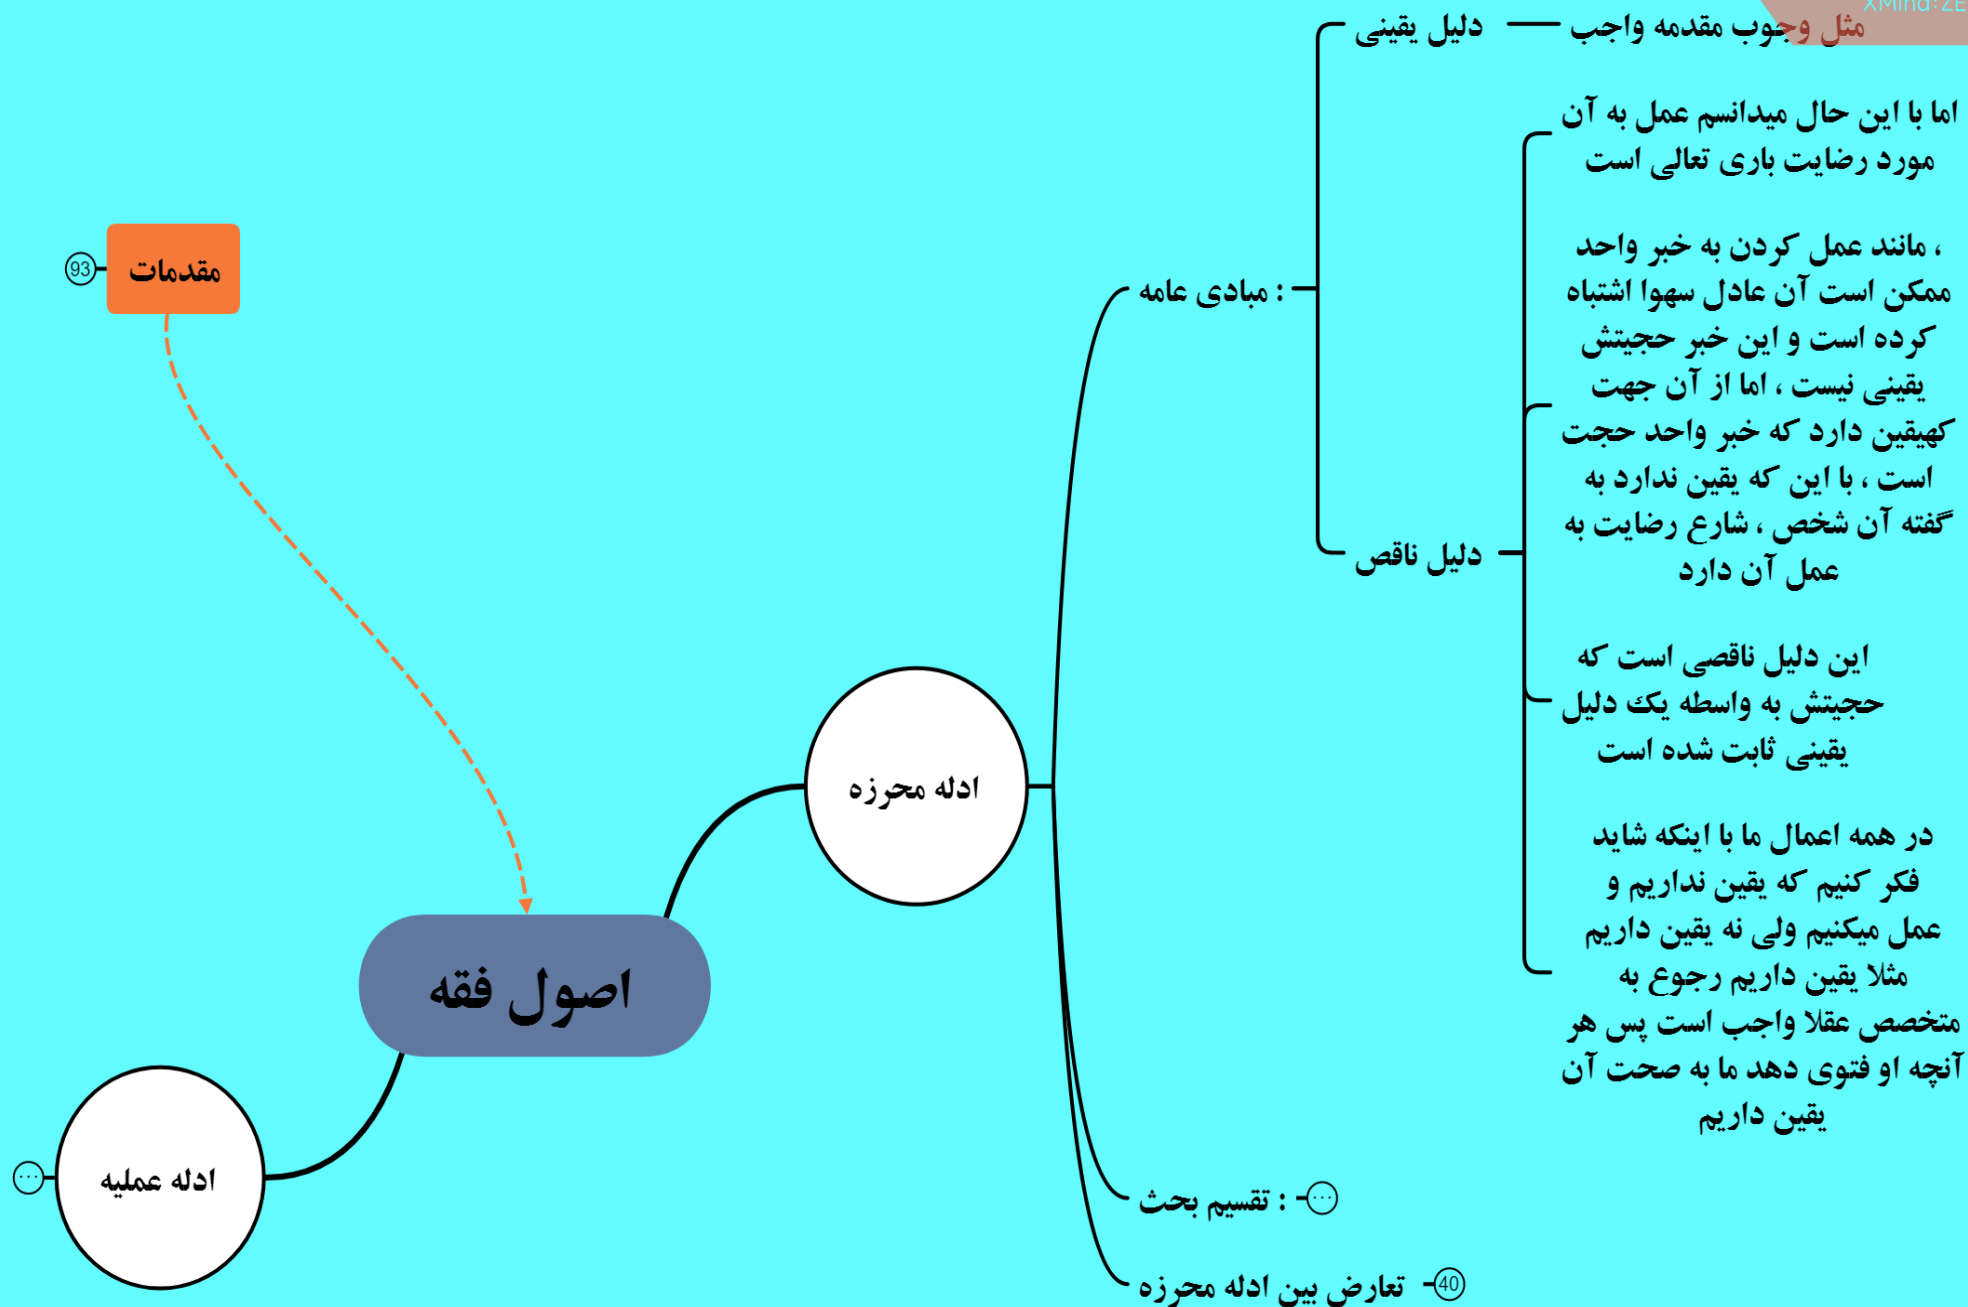 XMind:ZE
دلیل یقینی
مثل وجوب مقدمه واجب
اما با این حال میدانسم عمل به آن
مورد رضایت باری تعالی است
، مانند عمل کردن به خبر واحد
ممکن است آن عادل سهوا اشتباه
کرده است و این خبر حجیتش
یقینی نیست ، اما از آن جهت
کهیقین دارد که خبر واحد حجت
است ، با این که یقین ندارد به
گفته آن شخص ، شارع رضایت به
عمل آن دارد
این دلیل ناقصی است که
حجیتش به واسطه یک دلیل
یقینی ثابت شده است
در همه اعمال ما با اینکه شاید
فکر کنیم که یقین نداریم و
عمل میکنیم ولی نه یقین داریم
مثلا یقین داریم رجوع به
متخصص عقلا واجب است پس هر
آنچه او فتوی دهد ما به صحت آن
یقین داریم
دلیل ناقص
مبادی عامه :
مقدمات
93
ادله محرزه
اصول فقه
ادله عملیه
...
تقسیم بحث :
...
تعارض بین ادله محرزه
40